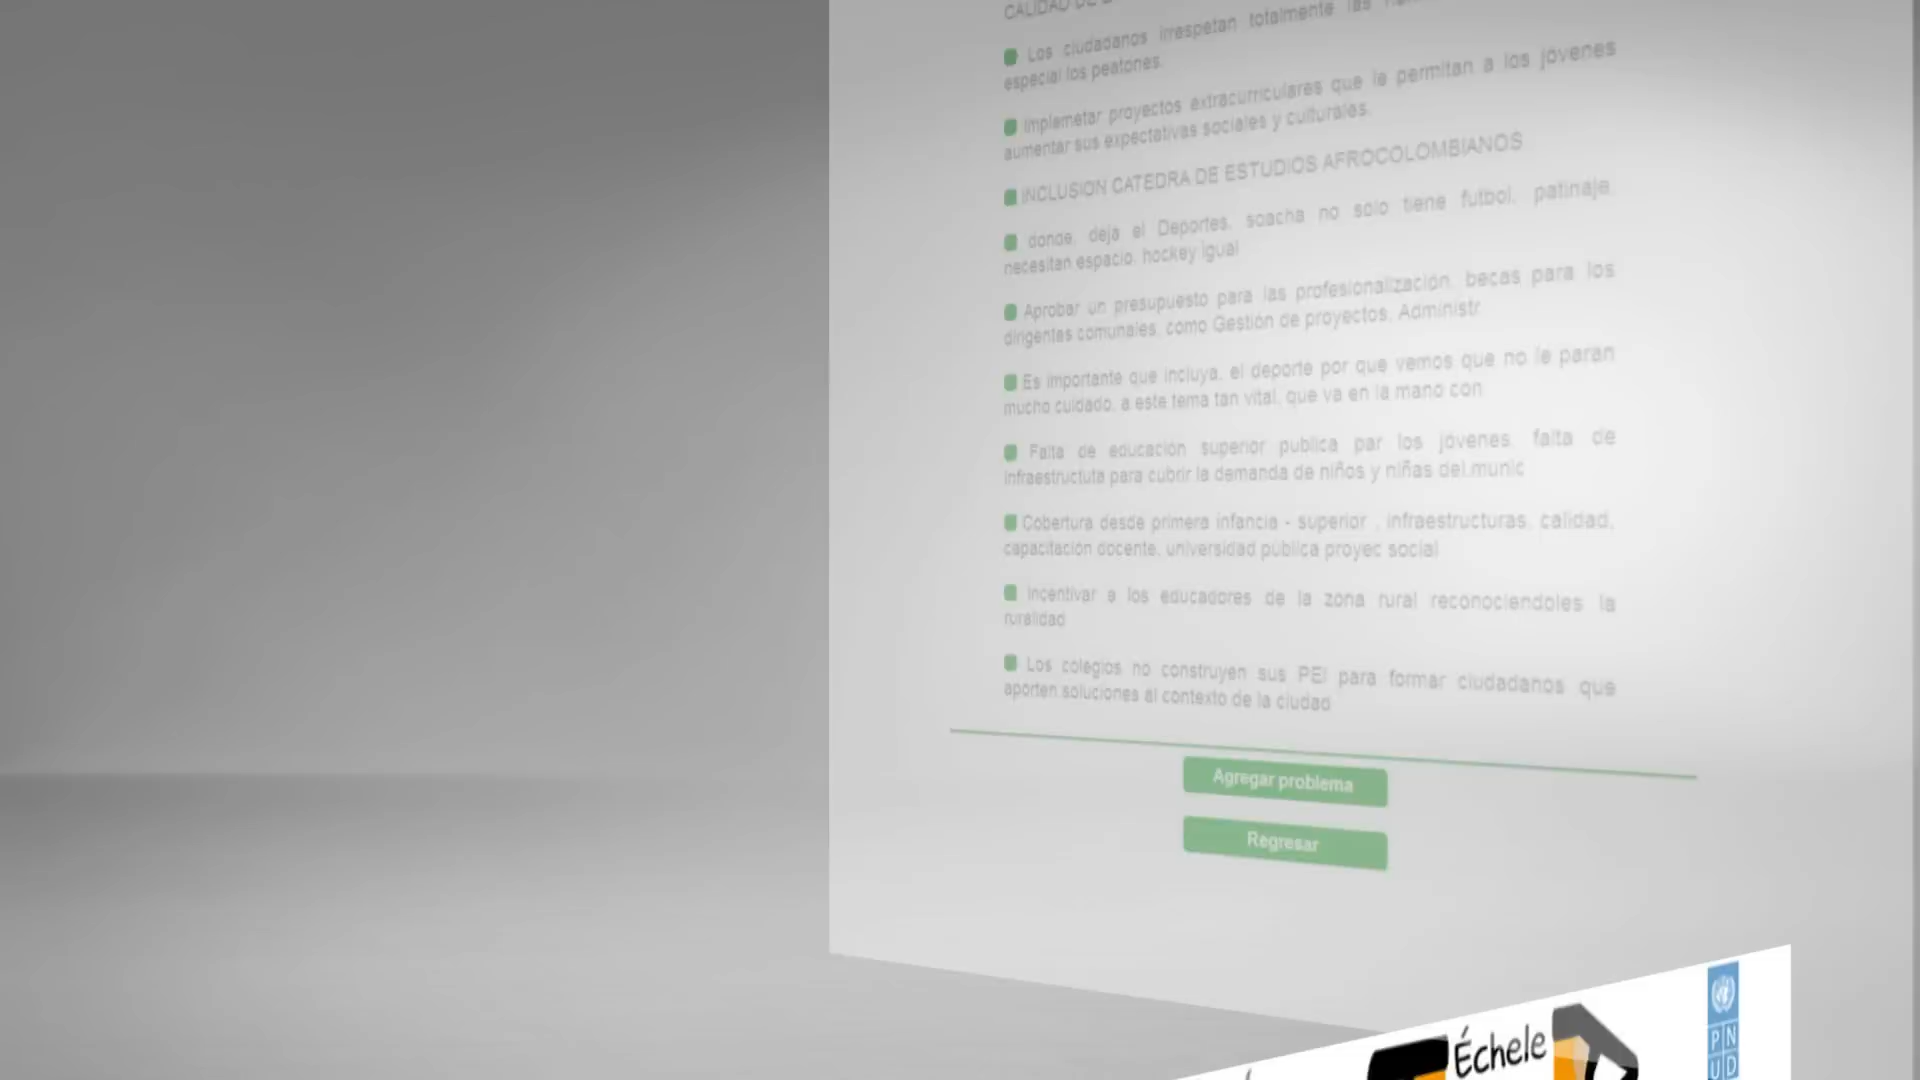 CALIDAD DE
Los ciudadanos irrespetan totalmente las
especial los peatones.
Implemetar proyectos extracurriculares que le permitan a los jóvenes
aumentar sus expectativas sociales y culturales.
INCLUSION CATEDRA DE ESTUDIOS AFROCOLOMBIANOS
donde, deja el Deportes, soacha no solo tiene futbol, patinaje
necesitan espacio, hockey igual
Aprobar un presupuesto para las profesionalización, becas para los
dirigentes comunales, como Gestión de proyectos, Administr
Es importante que incluya, el deporte por que vemos que no le paran
mucho cuidado, a este tema tan vital, que va en la mano con
Falta de educación superior publica par los jóvenes, falta de
infraestructuta para cubrir la demanda de niños y niñas del munic
Cobertura desde primera infancia - superior , infraestructuras, calidad,
capacitación docente, universidad pública proyec social
Incentivar a los educadores de la zona rural reconociendoles la
ruralidad
Los colegios no construyen sus PEI para formar ciudadanos que
aporten soluciones al contexto de la ciudad
Agregar problema
Regresar
Échele
PN
UD